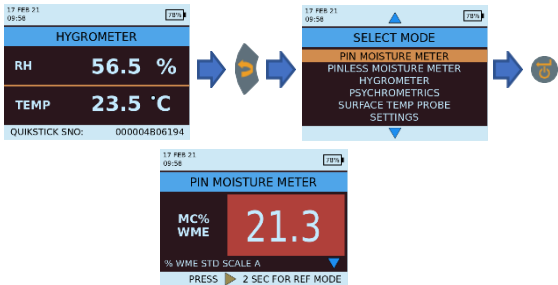 17 FEB 21
09:58
78%
HYGROMETER
RH 56.5 %
TEMP 23.5 °C
QUIKSTICK SNO: 000004806194
17 FEB 21
09:58
78%
SELECT MODE
PIN MOISTURE METER
PINLESS MOISTURE METER
HYGROMETER
PSYCHROMETRICS
SURFACE TEMP PROBE
SETTINGS
17 FEB 21
09:58
78%
PIN MOISTURE METER
MC%
WME
21.3
% WME STD SCALE A
PRESS 2 SEC FOR REF MODE